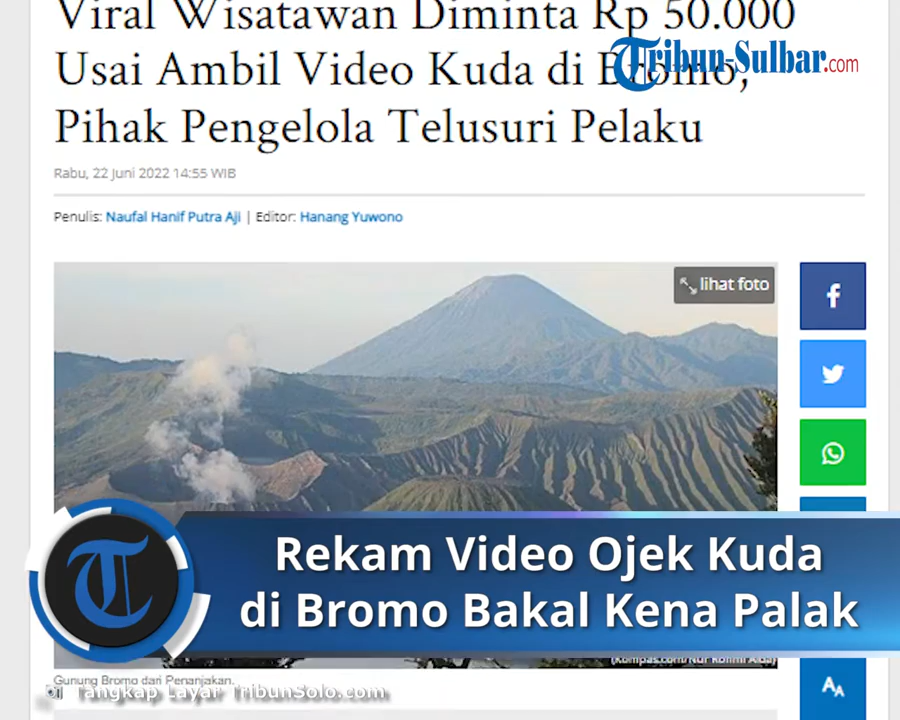 Viral Wisatawan Diminta Rp 50.000
Usai Ambil Video Kuda di Bromo,
Tribun-Sulbar.com
Pihak Pengelola Telusuri Pelaku
Rabu, 22 Juni 2022 14:55 WIB
Penulis: Naufal Hanif Putra Aji | Editor: Hanang Yuwono
lihat foto
Rekam Video Ojek Kuda
di Bromo Bakal Kena Palak
Gunung Bromo dari Penanjakan.
Tangkap Layar TribunSolo.com
AA